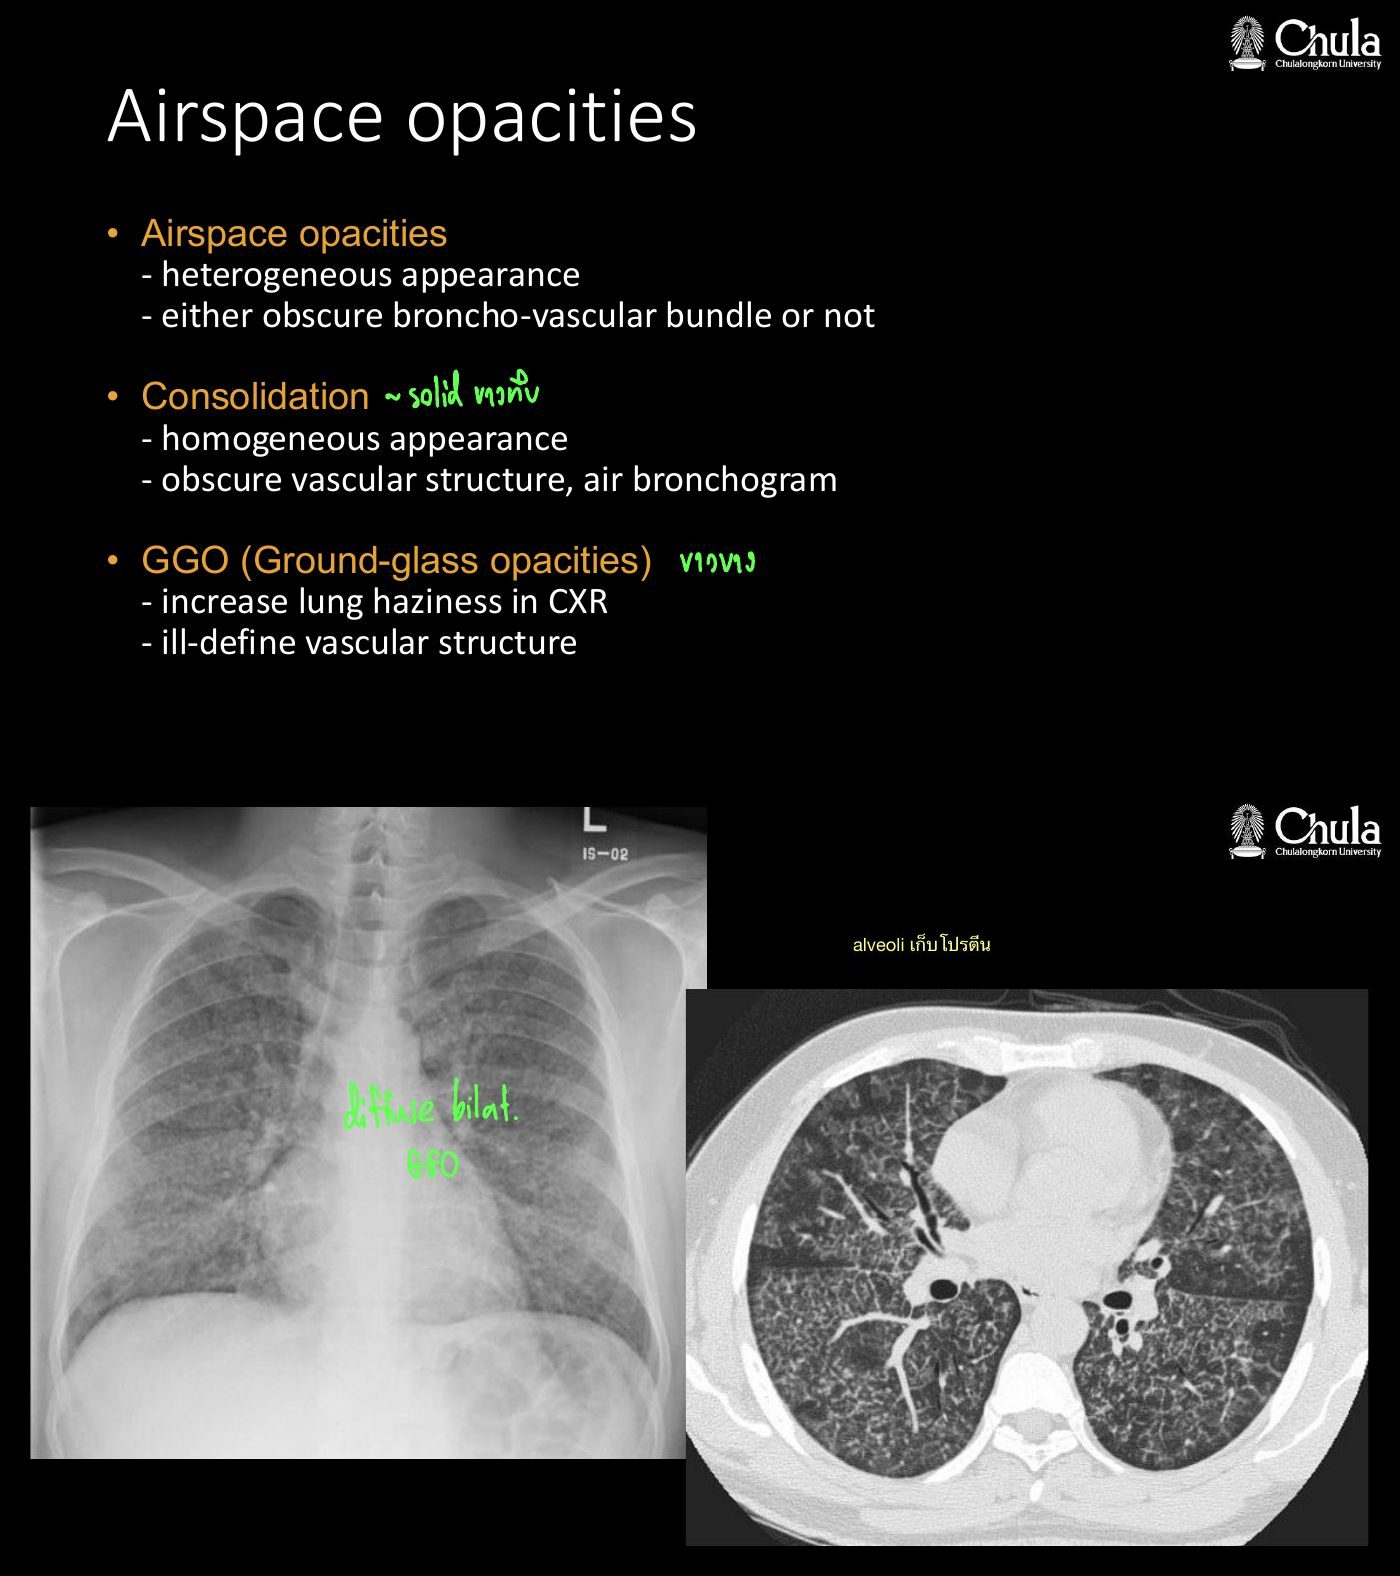 Chula
Chulalongkorn University
Airspace opacities
• Airspace opacities
- heterogeneous appearance
- either obscure broncho-vascular bundle or not
• Consolidation ~ solid ขาวทึบ
- homogeneous appearance
- obscure vascular structure, air bronchogram
• GGO (Ground-glass opacities) ขาวบาง
- increase lung haziness in CXR
- ill-define vascular structure
Chula
Chulalongkorn University
L
IS-02
alveoli เก็บโปรตีน
diffuse bilat.
GGO